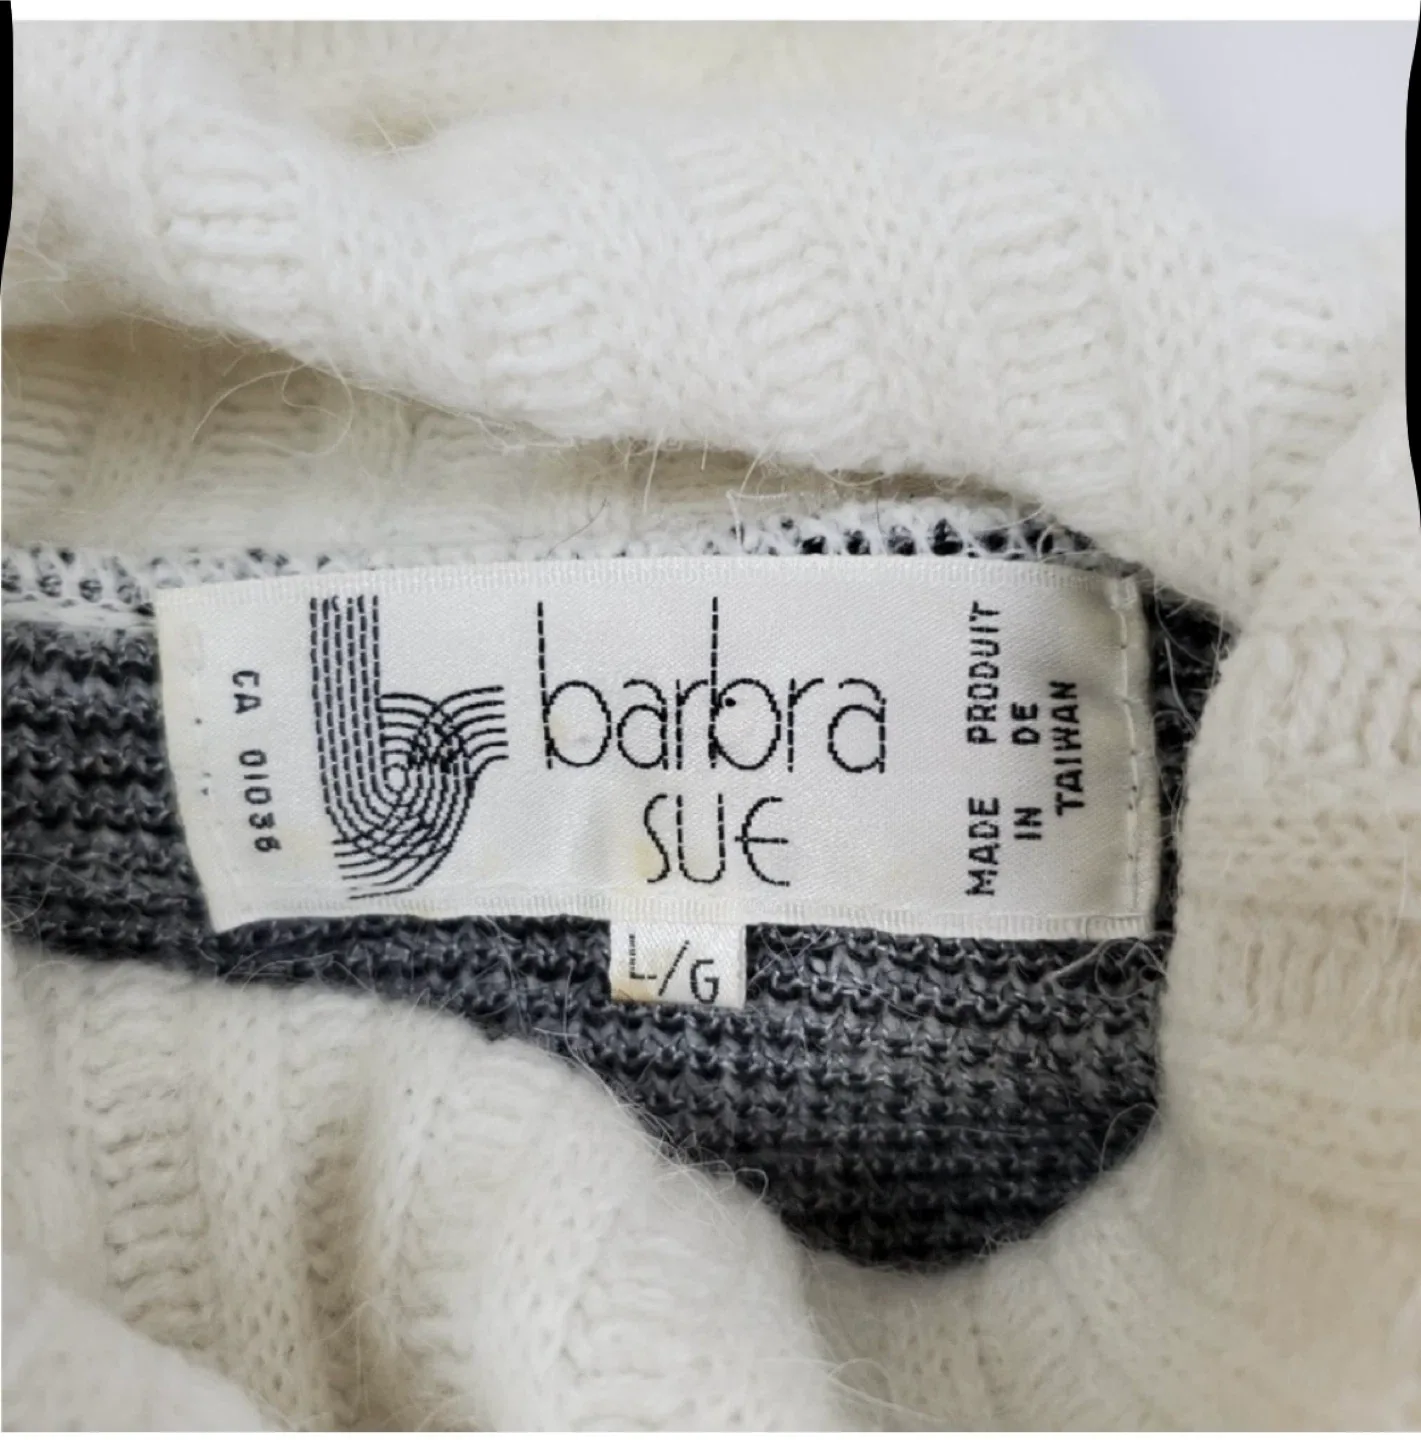 CA 01036
barbra
SUE
MADE PRODUIT
IN DE
TAIWAN
L/G